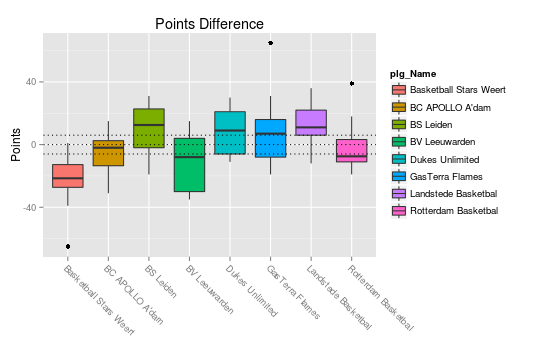 Points Difference
Points
40
0
-40
Basketball Stars Weert
BC APOLLO A'dam
BS Leiden
BV Leeuwarden
Dukes Unlimited
GasTerra Flames
Landstede Basketbal
Rotterdam Basketbal
plg_Name
Basketball Stars Weert
BC APOLLO A'dam
BS Leiden
BV Leeuwarden
Dukes Unlimited
GasTerra Flames
Landstede Basketbal
Rotterdam Basketbal